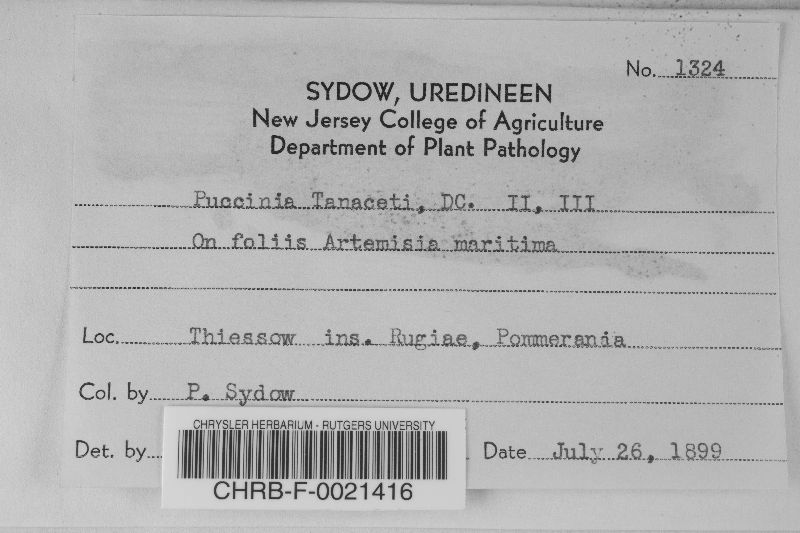 No. 1324
SYDOW, UREDINEEN
New Jersey College of Agriculture
Department of Plant Pathology
Puccinia Tanaceti, DC. II, III
On foliis Artemisia maritima
Loc. Thiessow ins. Rugiae, Pommerania
Col. by P. Sydow
Det. by
Date July 26, 1899
CHRYSLER HERBARIUM - RUTGERS UNIVERSITY
CHRB-F-0021416